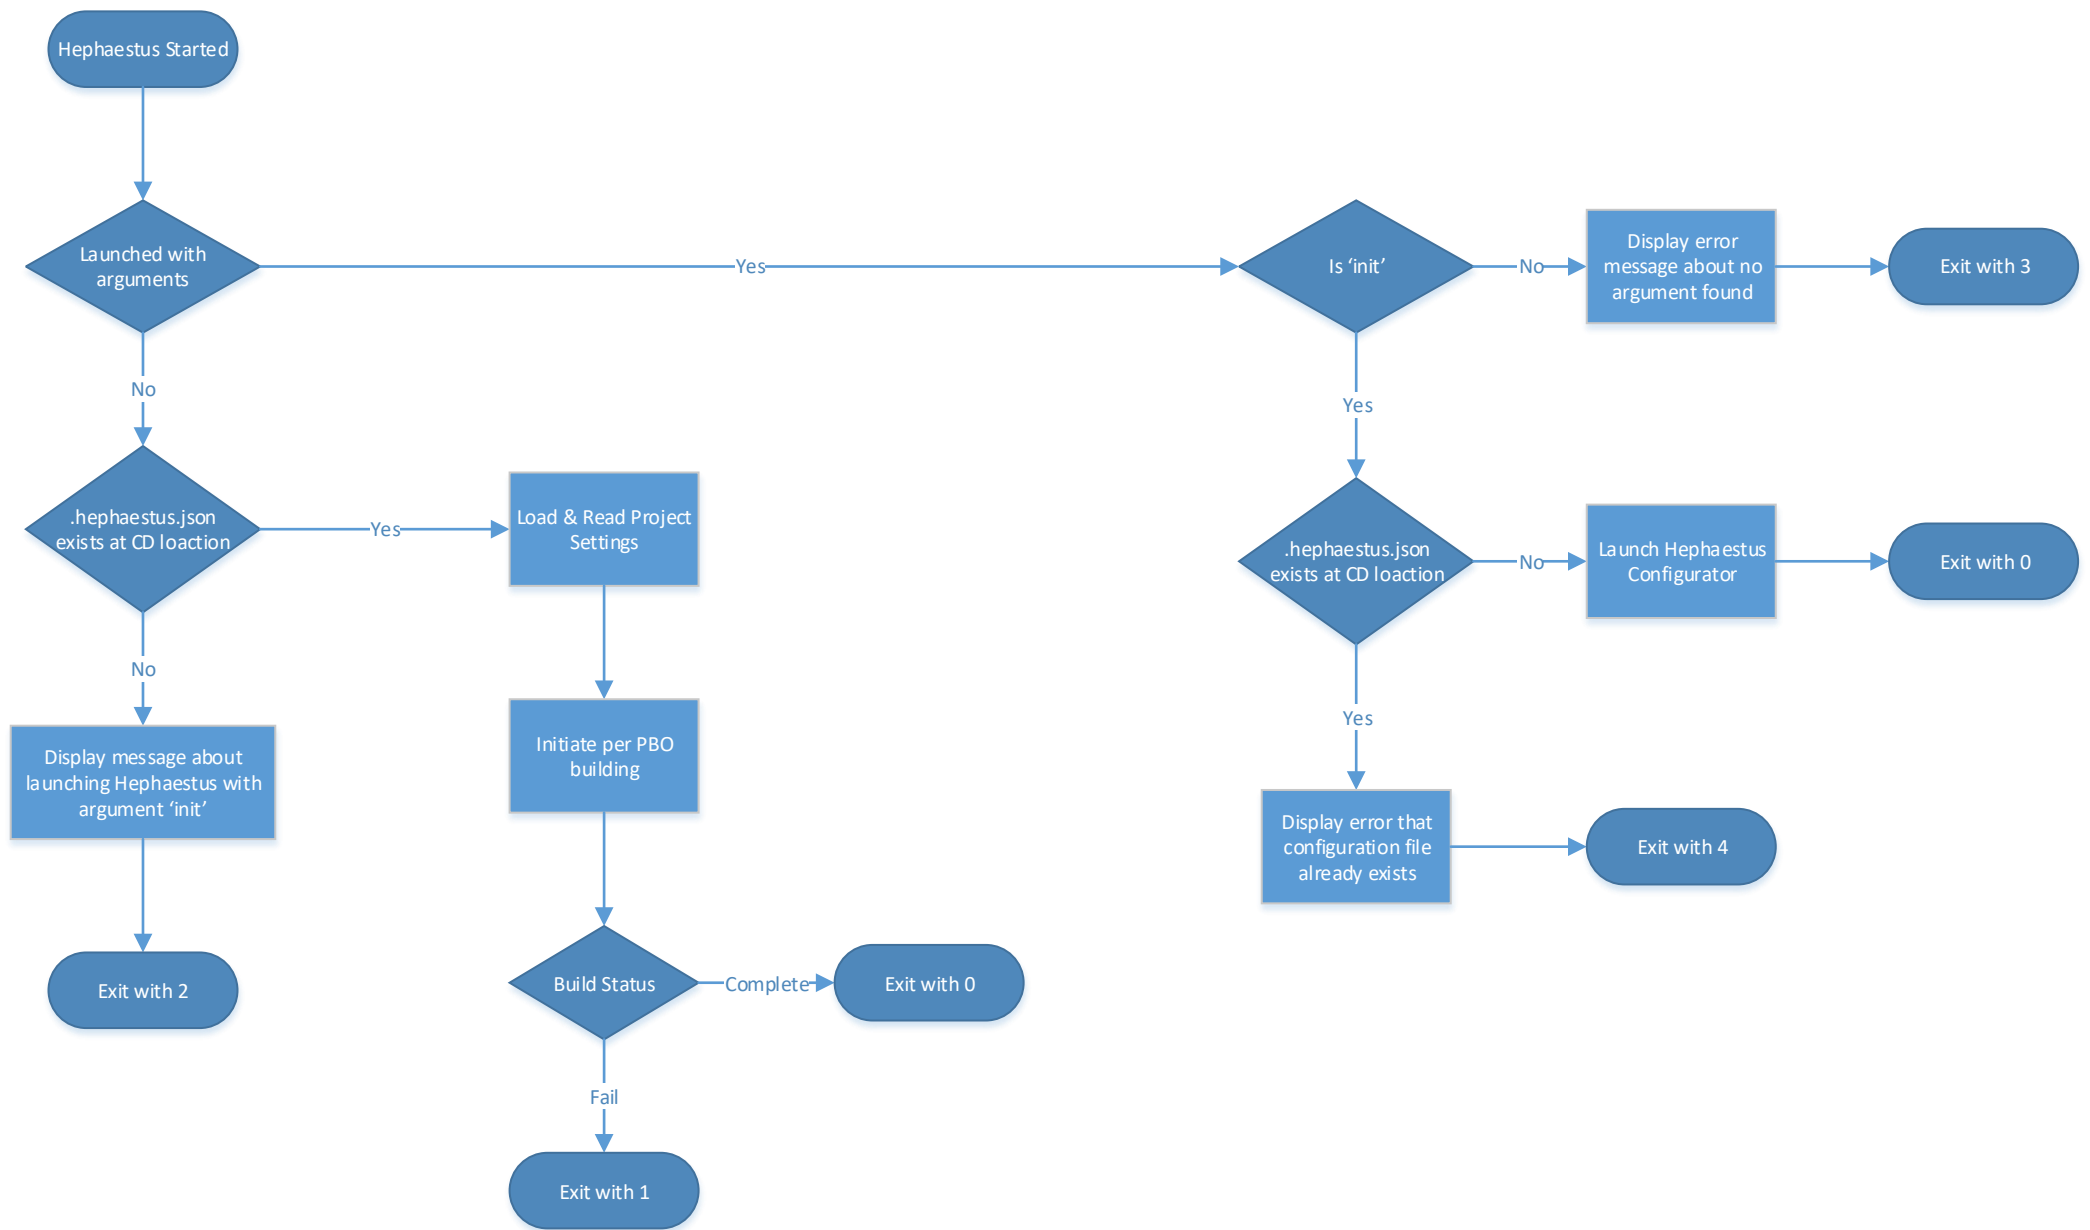 Hephaestus Started
Launched with
arguments
Yes
Is ‘init’
No
Display error
message about no
argument found
Exit with 3
No
Yes
.hephaestus.json
exists at CD loaction
Yes
Load & Read Project
Settings
.hephaestus.json
exists at CD loaction
No
Launch Hephaestus
Configurator
Exit with 0
No
Yes
Display message about
launching Hephaestus with
argument ‘init’
Initiate per PBO
building
Display error that
configuration file
already exists
Exit with 4
Exit with 2
Build Status
Complete
Exit with 0
Fail
Exit with 1